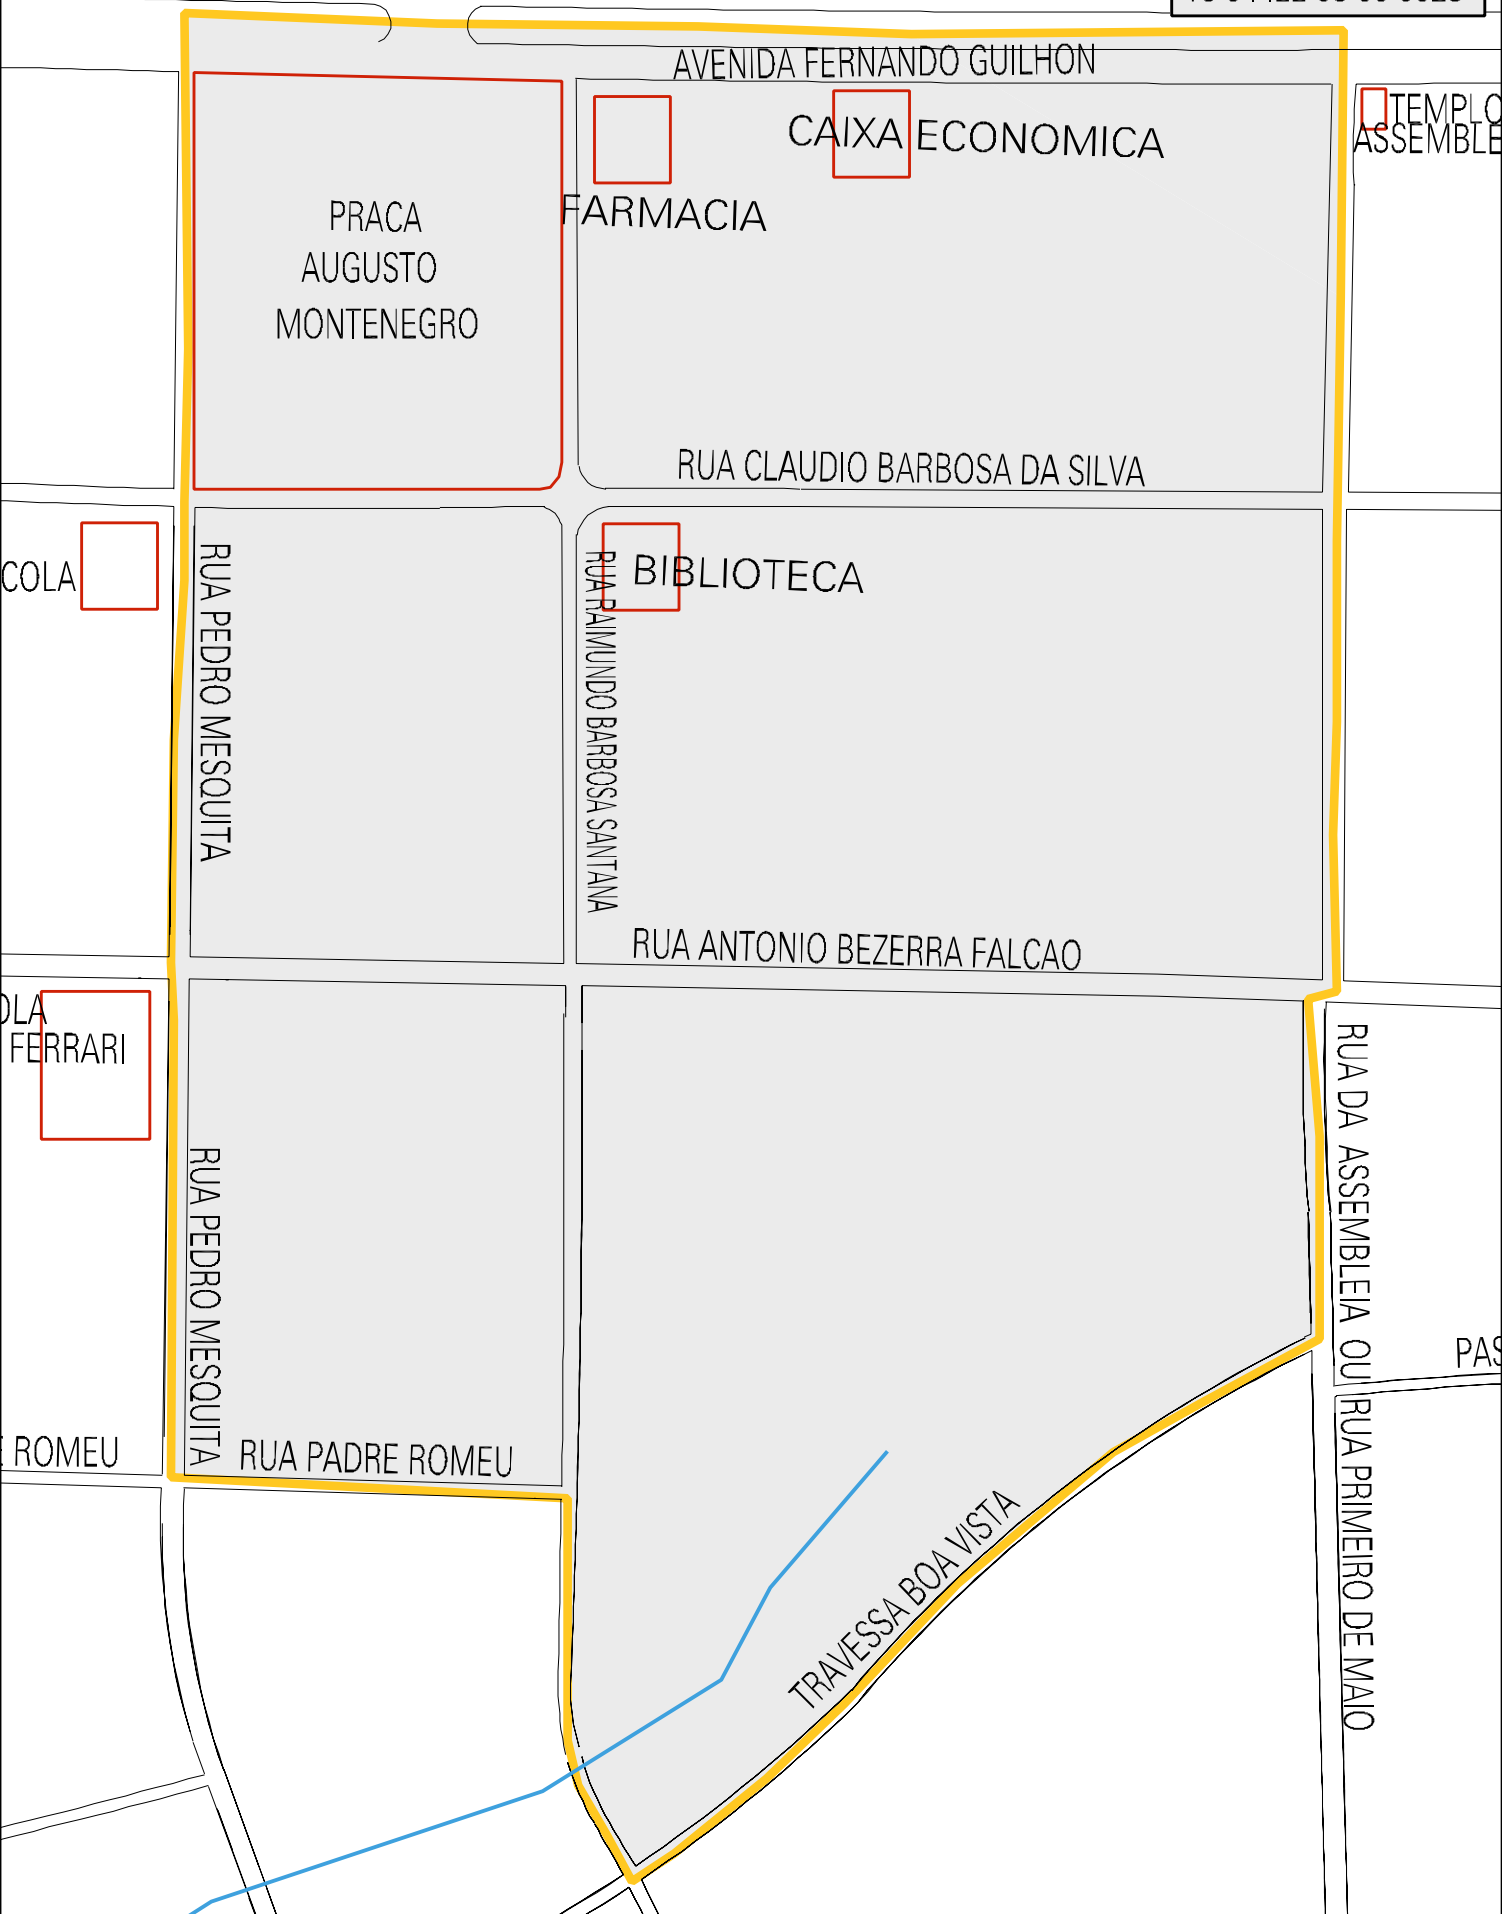 AVENIDA FERNANDO GUILHON
TEMPLO
ASSEMBLE
CAIXA ECONOMICA
FARMACIA
PRACA
AUGUSTO
MONTENEGRO
RUA CLAUDIO BARBOSA DA SILVA
COLA
BIBLIOTECA
RUA PEDRO MESQUITA
RUA RAIMUNDO BARBOSA SANTANA
RUA ANTONIO BEZERRA FALCAO
OLA
FERRARI
RUA DA ASSEMBLEIA OU RUA PRIMEIRO DE MAIO
RUA PEDRO MESQUITA
PAS
E ROMEU
RUA PADRE ROMEU
TRAVESSA BOA VISTA